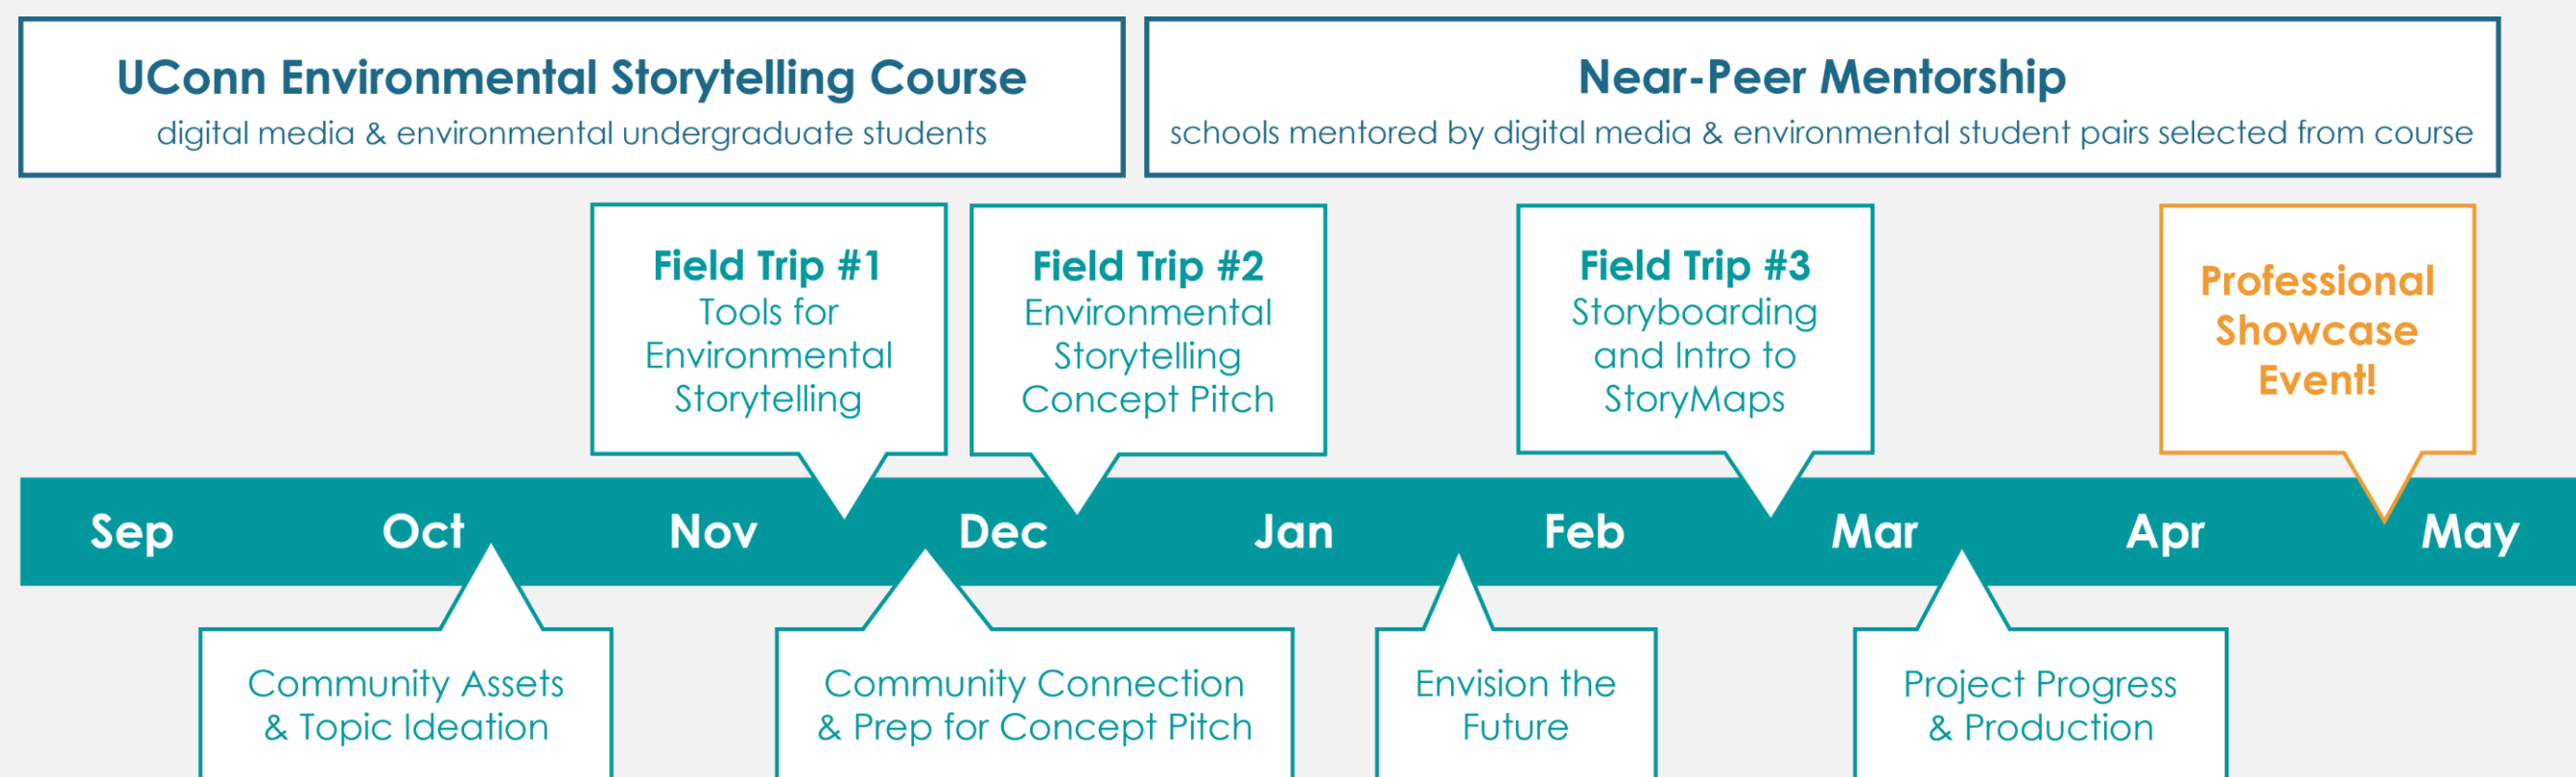 UConn Environmental Storytelling Course
digital media & environmental undergraduate students
Near-Peer Mentorship
schools mentored by digital media & environmental student pairs selected from course
Field Trip #1
Tools for
Environmental
Storytelling
Field Trip #2
Environmental
Storytelling
Concept Pitch
Field Trip #3
Storyboarding
and Intro to
StoryMaps
Professional
Showcase
Event!
Sep Oct Nov Dec Jan Feb Mar Apr May
Community Assets
& Topic Ideation
Community Connection
& Prep for Concept Pitch
Envision the
Future
Project Progress
& Production